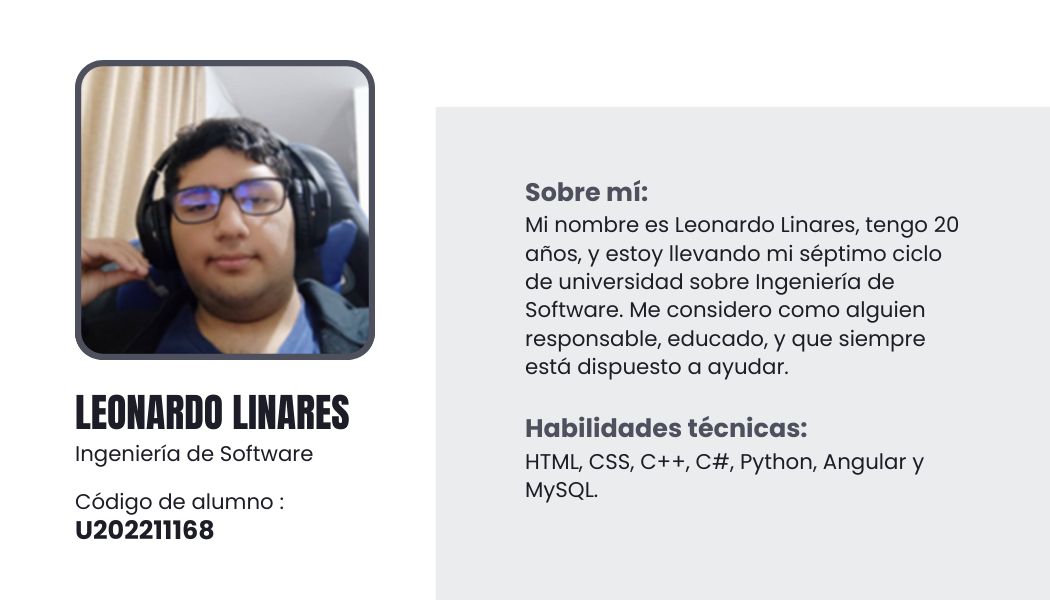 LEONARDO LINARES
Ingeniería de Software
Código de alumno :
U202211168
Sobre mí:
Mi nombre es Leonardo Linares, tengo 20
años, y estoy llevando mi séptimo ciclo
de universidad sobre Ingeniería de
Software. Me considero como alguien
responsable, educado, y que siempre
está dispuesto a ayudar.
Habilidades técnicas:
HTML, CSS, C++, C#, Python, Angular y
MySQL.